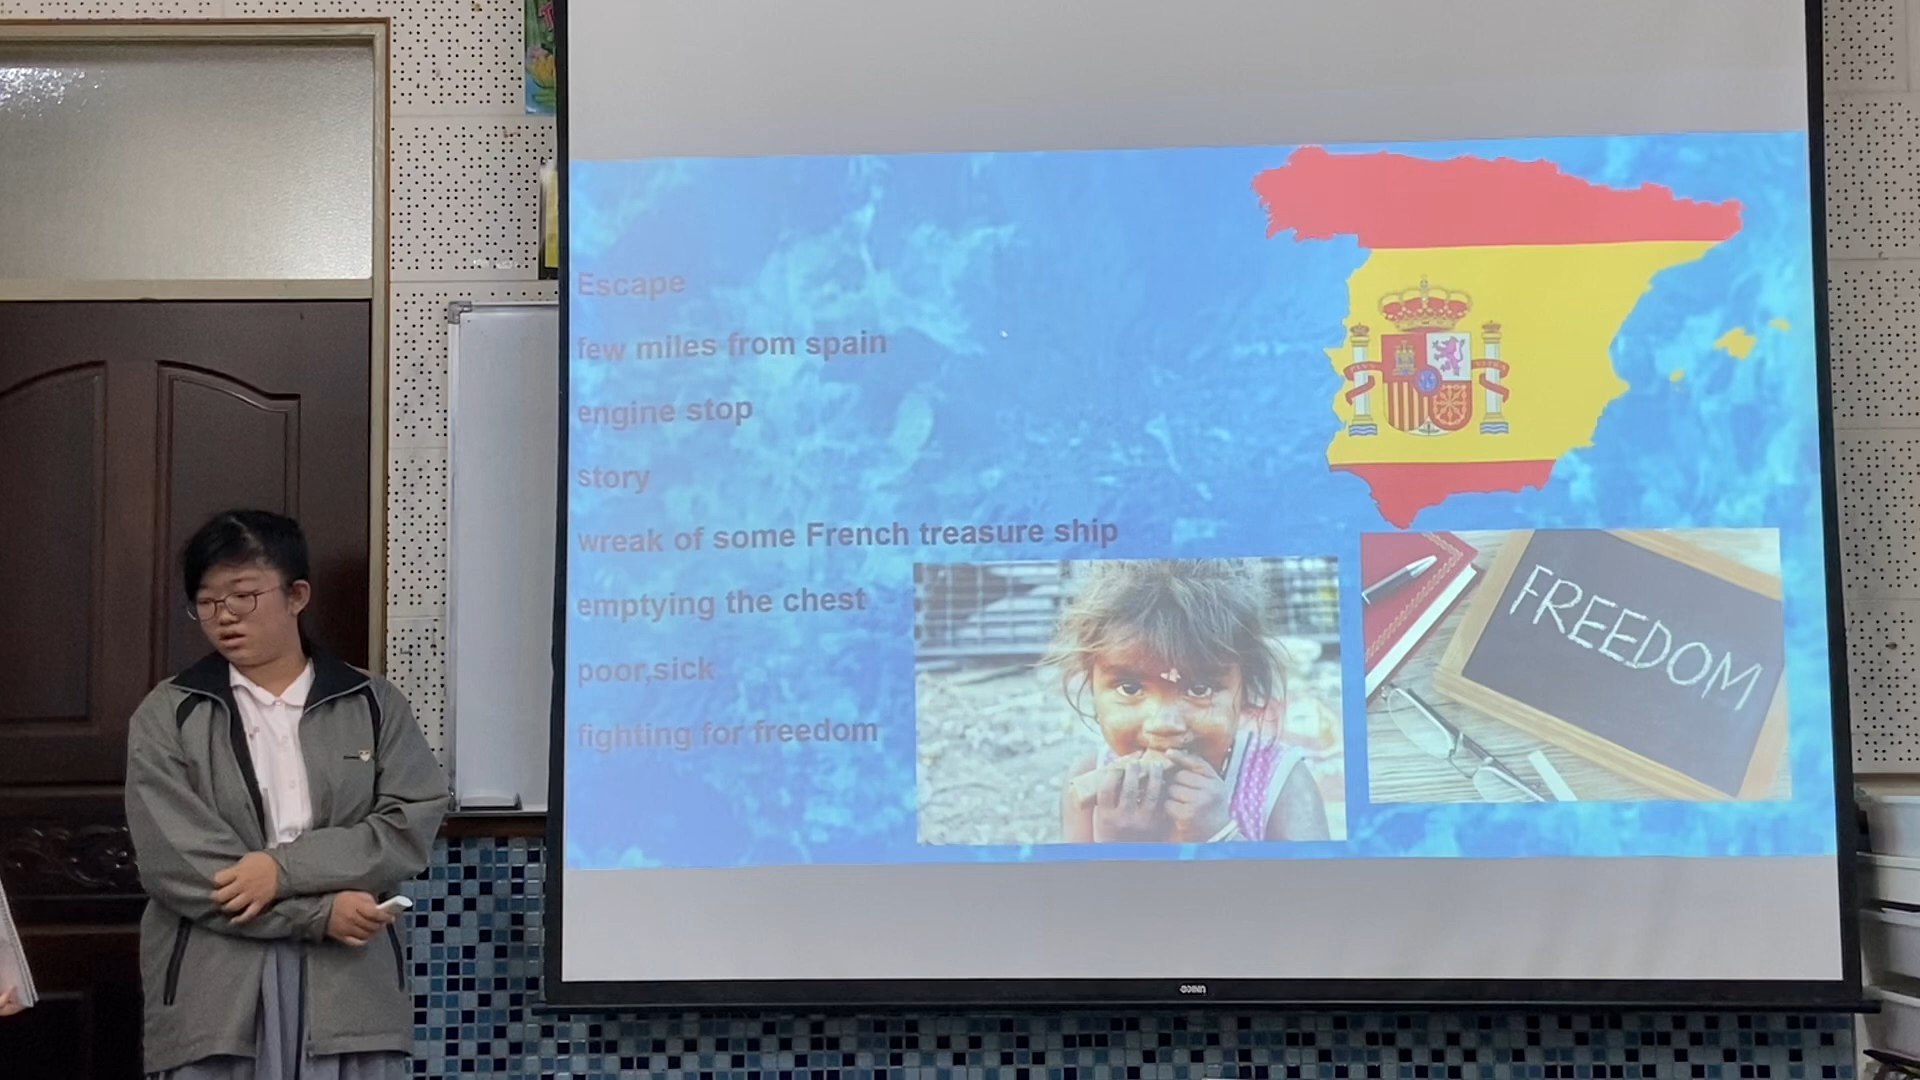 Escape
few miles from spain
engine stop
story
wreak of some French treasure ship
emptying the chest
poor,sick
fighting for freedom
FREEDOM